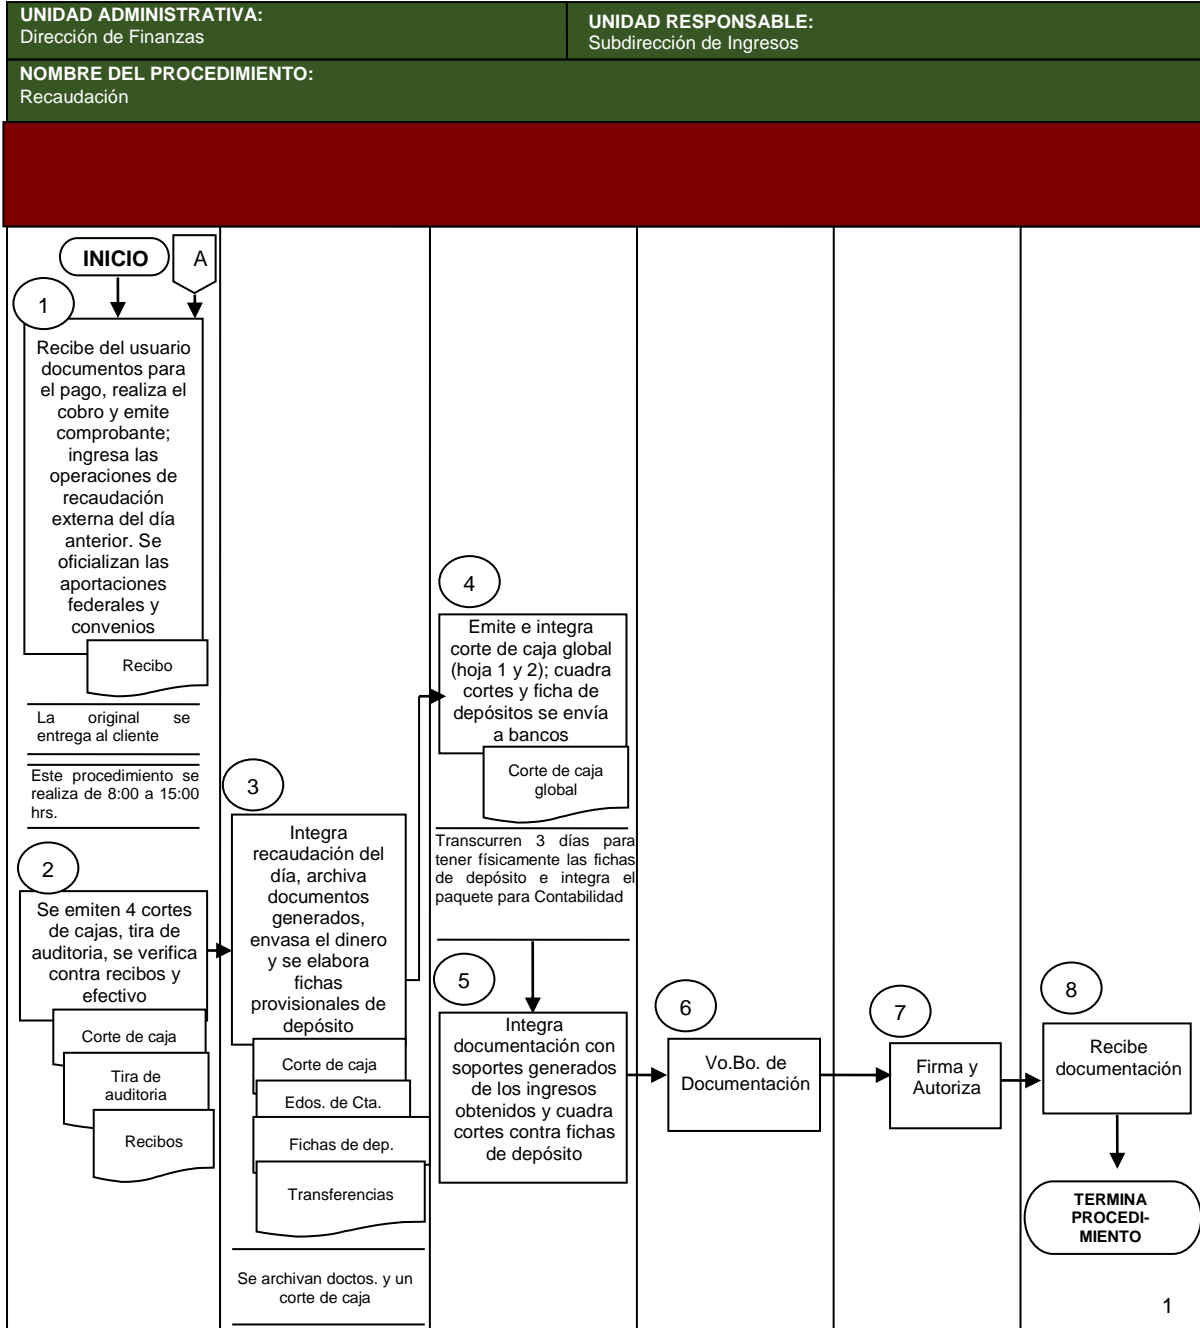 UNIDAD ADMINISTRATIVA:
Dirección de Finanzas
UNIDAD RESPONSABLE:
Subdirección de Ingresos
NOMBRE DEL PROCEDIMIENTO:
Recaudación
INICIO
A
1
Recibe del usuario
documentos para
el pago, realiza el
cobro y emite
comprobante;
ingresa las
operaciones de
recaudación
externa del día
anterior. Se
oficializan las
aportaciones
federales y
convenios
Recibo
La original se
entrega al cliente
Este procedimiento se
realiza de 8:00 a 15:00
hrs.
2
Se emiten 4 cortes
de cajas, tira de
auditoria, se verifica
contra recibos y
efectivo
Corte de caja
Tira de
auditoria
Recibos
3
Integra
recaudación del
día, archiva
documentos
generados,
envasa el dinero
y se elabora
fichas
provisionales de
depósito
Corte de caja
Edos. de Cta.
Fichas de dep.
Transferencias
Se archivan doctos. y un
corte de caja
4
Emite e integra
corte de caja global
(hoja 1 y 2); cuadra
cortes y ficha de
depósitos se envía
a bancos
Corte de caja
global
Transcurren 3 días para
tener físicamente las fichas
de depósito e integra el
paquete para Contabilidad
5
Integra
documentación con
soportes generados
de los ingresos
obtenidos y cuadra
cortes contra fichas
de depósito
6
Vo.Bo. de
Documentación
7
Firma y
Autoriza
8
Recibe
documentación
TERMINA
PROCEDI-
MIENTO
1